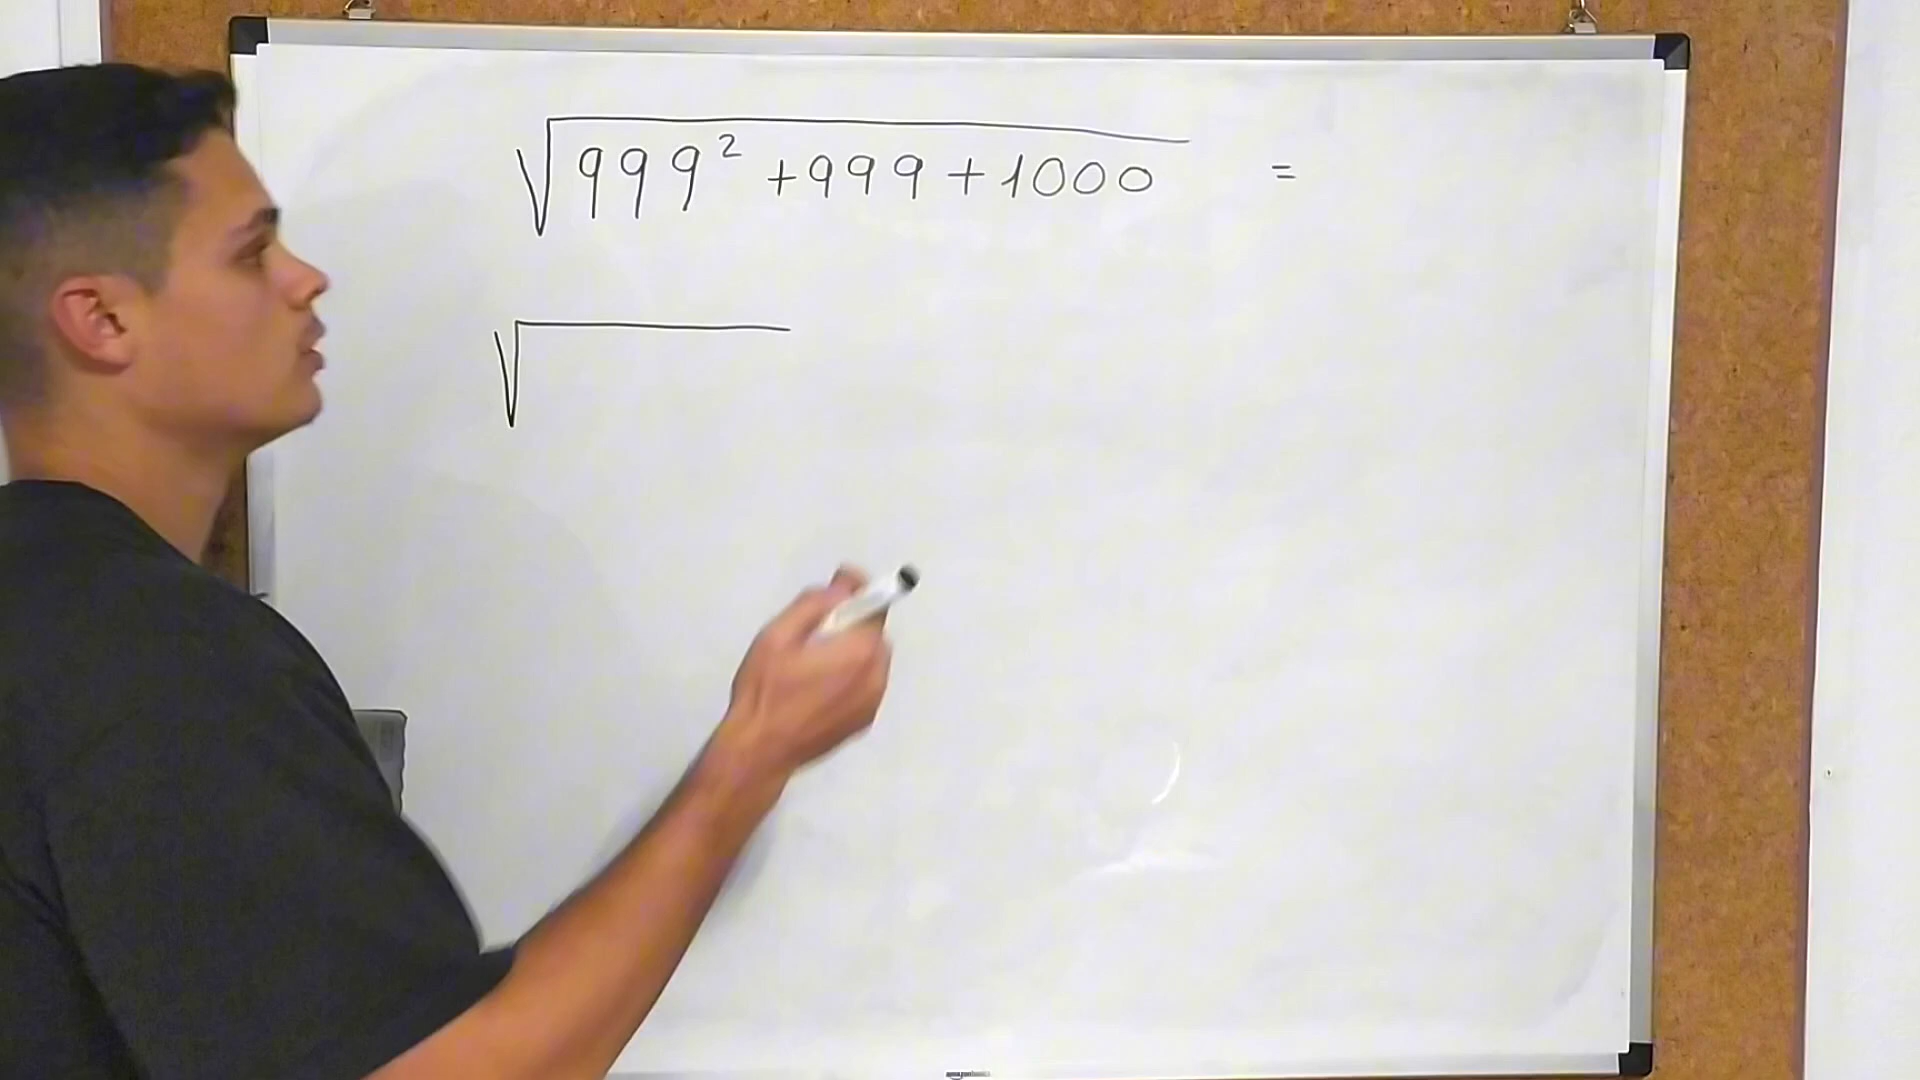 √999² + 999 + 1000 =
√